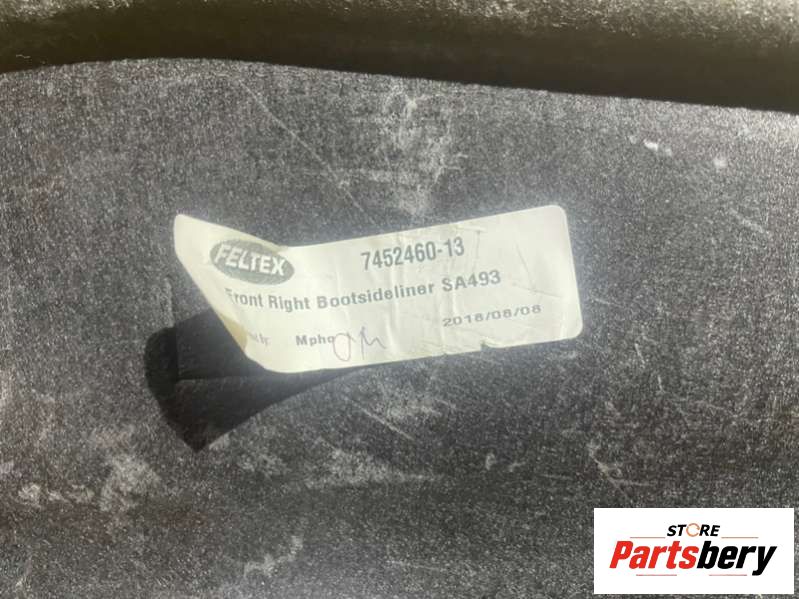 FELTEX
7452460-13
Front Right Bootsideliner SA493
Mpho
2018/08/08
STORE
Partsbery